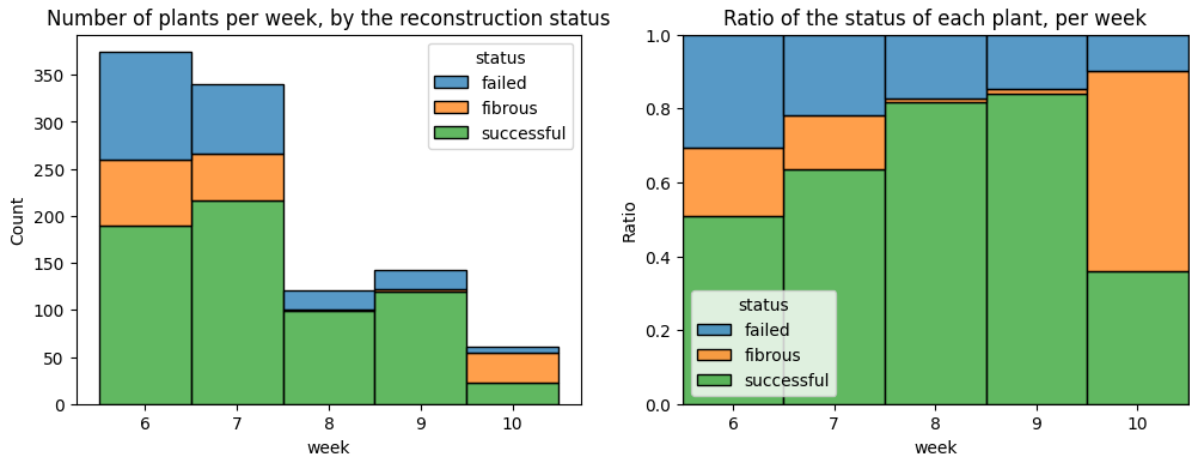 Number of plants per week, by the reconstruction status
Count
350
300
250
200
150
100
50
0
status
failed
fibrous
successful
6 7 8 9 10
week
Ratio of the status of each plant, per week
Ratio
1.0
0.8
0.6
0.4
0.2
0.0
status
failed
fibrous
successful
6 7 8 9 10
week